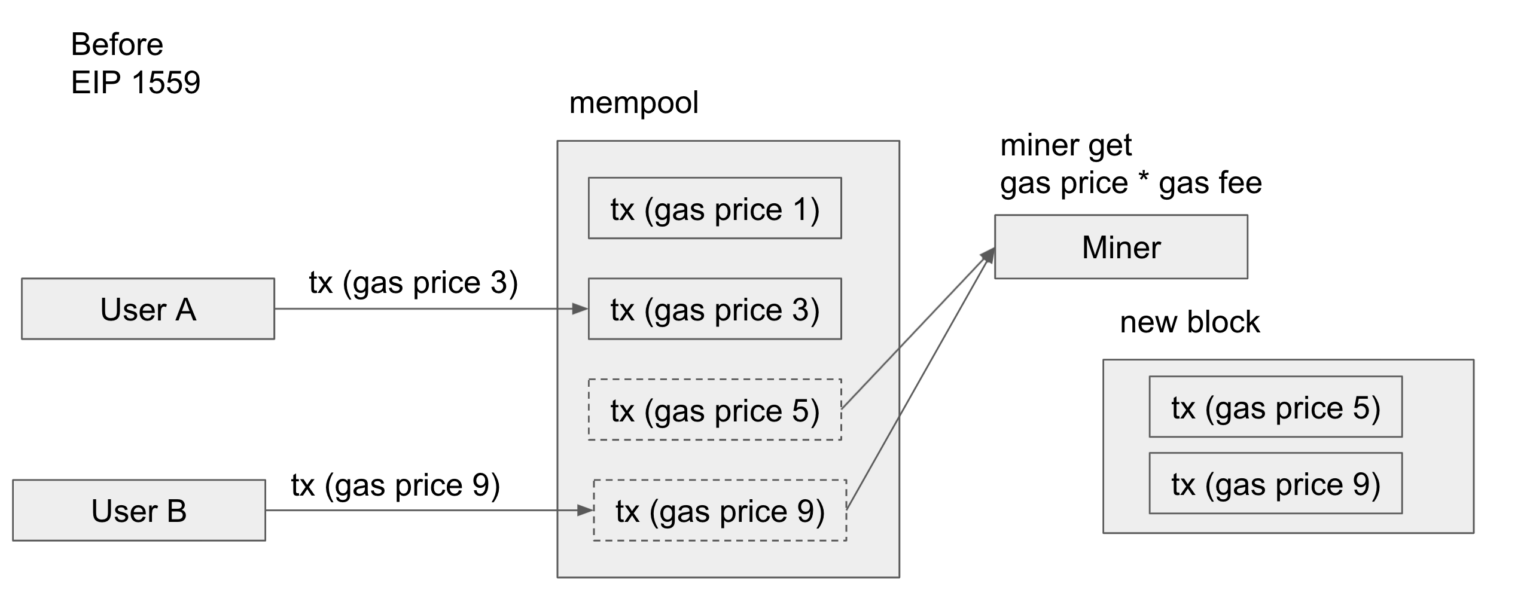 Before
EIP 1559
mempool
miner get
gas price * gas fee
tx (gas price 1)
Miner
User A
tx (gas price 3)
tx (gas price 3)
new block
tx (gas price 5)
tx (gas price 5)
User B
tx (gas price 9)
tx (gas price 9)
tx (gas price 9)